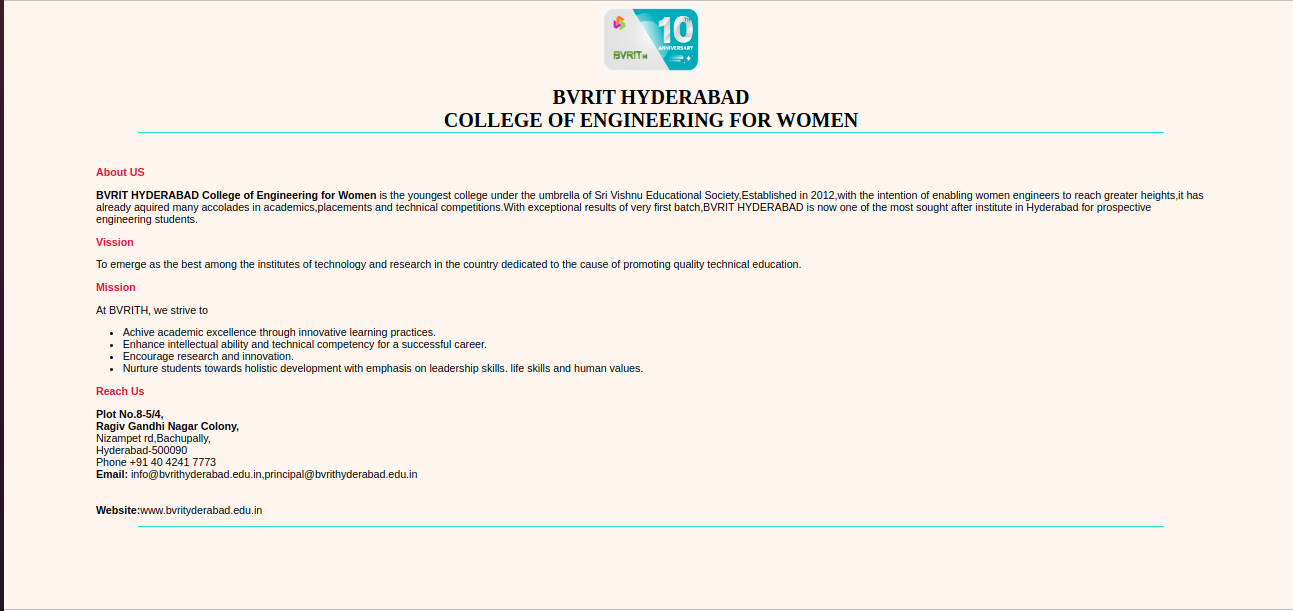 10TH
ANNIVERSARY
BVRITH
BVRIT HYDERABAD
COLLEGE OF ENGINEERING FOR WOMEN
About US
BVRIT HYDERABAD College of Engineering for Women is the youngest college under the umbrella of Sri Vishnu Educational Society,Established in 2012,with the intention of enabling women engineers to reach greater heights,it has
already aquired many accolades in academics,placements and technical competitions.With exceptional results of very first batch,BVRIT HYDERABAD is now one of the most sought after institute in Hyderabad for prospective
engineering students.
Vission
To emerge as the best among the institutes of technology and research in the country dedicated to the cause of promoting quality technical education.
Mission
At BVRITH, we strive to
• Achive academic excellence through innovative learning practices.
• Enhance intellectual ability and technical competency for a successful career.
• Encourage research and innovation.
• Nurture students towards holistic development with emphasis on leadership skills. life skills and human values.
Reach Us
Plot No.8-5/4,
Ragiv Gandhi Nagar Colony,
Nizampet rd,Bachupally,
Hyderabad-500090
Phone +91 40 4241 7773
Email: info@bvrithyderabad.edu.in,principal@bvrithyderabad.edu.in
Website:www.bvrityderabad.edu.in